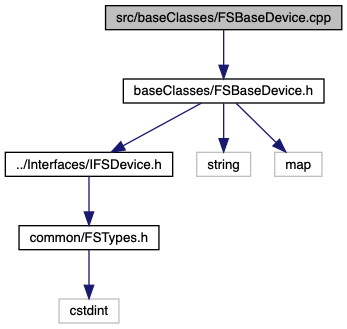 src/baseClasses/FSBaseDevice.cpp
baseClasses/FSBaseDevice.h
../Interfaces/IFSDevice.h
string
map
common/FSTypes.h
cstdint